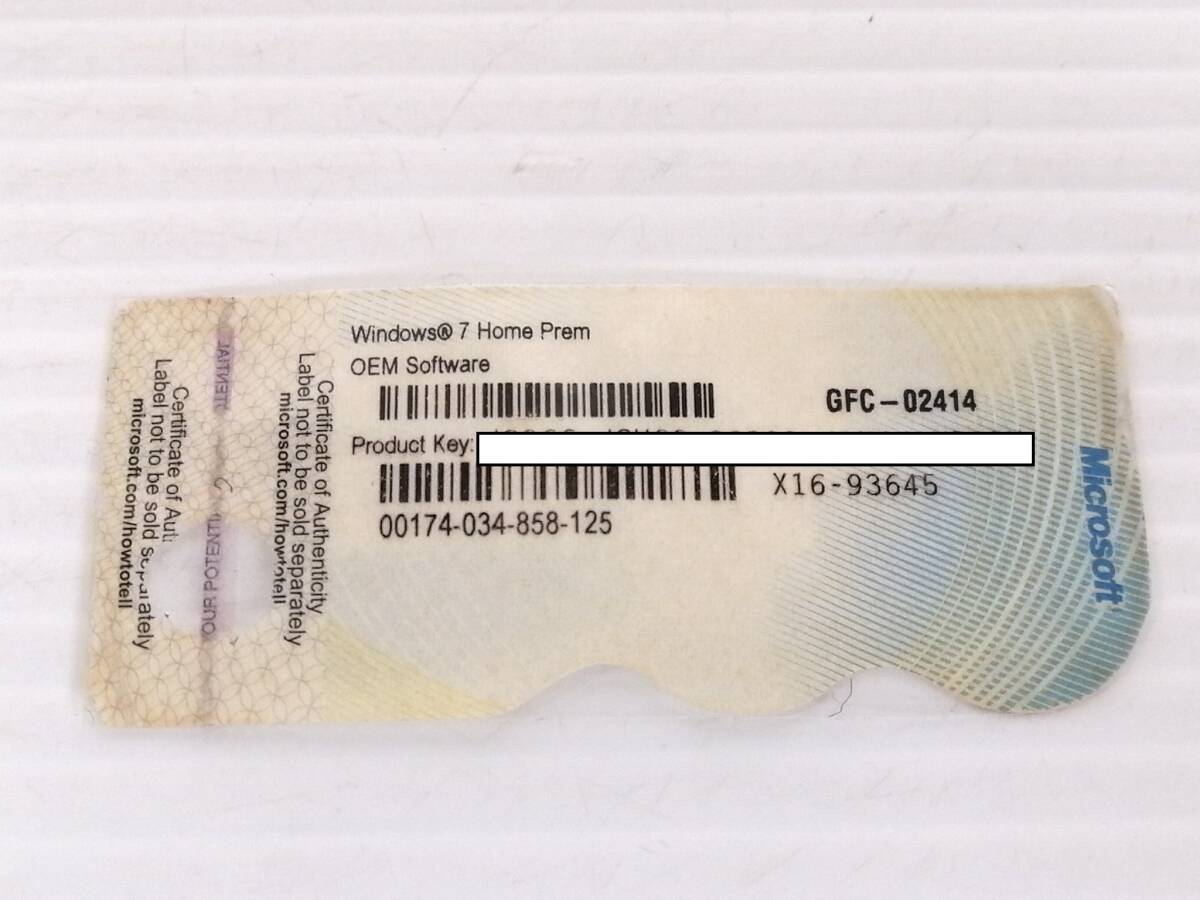 Windows® 7 Home Prem
OEM Software
GFC-02414
Product Key:
X16-93645
00174-034-858-125
Microsoft
Certificate of Authenticity
Label not to be sold separately
microsoft.com/howtotell
Certificate of
Label not to be sold
microsoft.com/howtotell